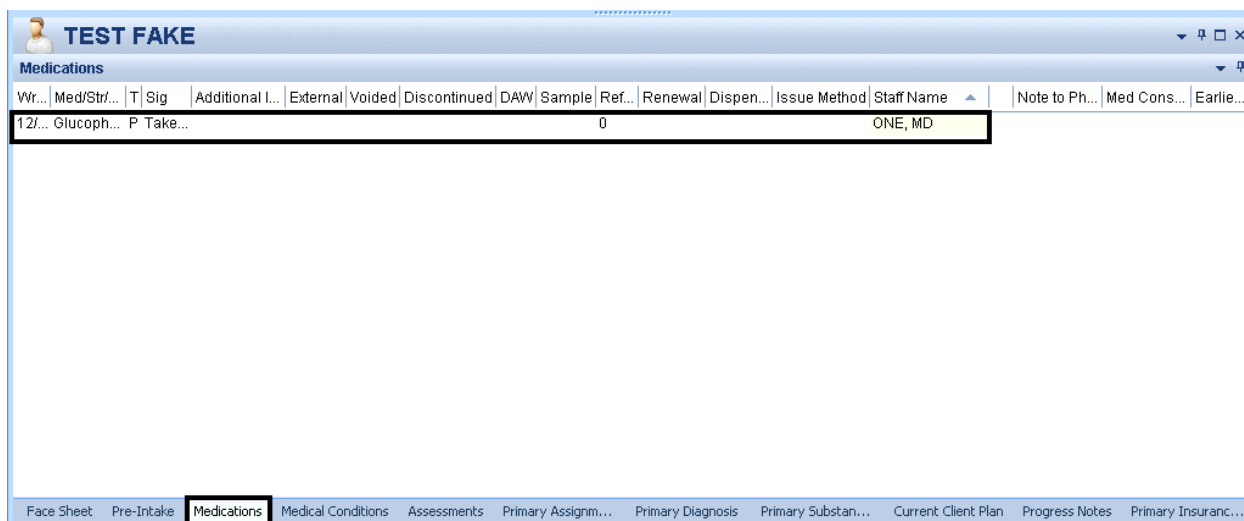 TEST FAKE
Medications
Wr... Med/Str/... T Sig Additional I... External Voided Discontinued DAW Sample Ref... Renewal Dispen... Issue Method Staff Name Note to Ph... Med Cons... Earlie...
12/... Glucoph... P Take... 0 ONE, MD
Face Sheet Pre-Intake Medications Medical Conditions Assessments Primary Assignm... Primary Diagnosis Primary Substan... Current Client Plan Progress Notes Primary Insuranc...